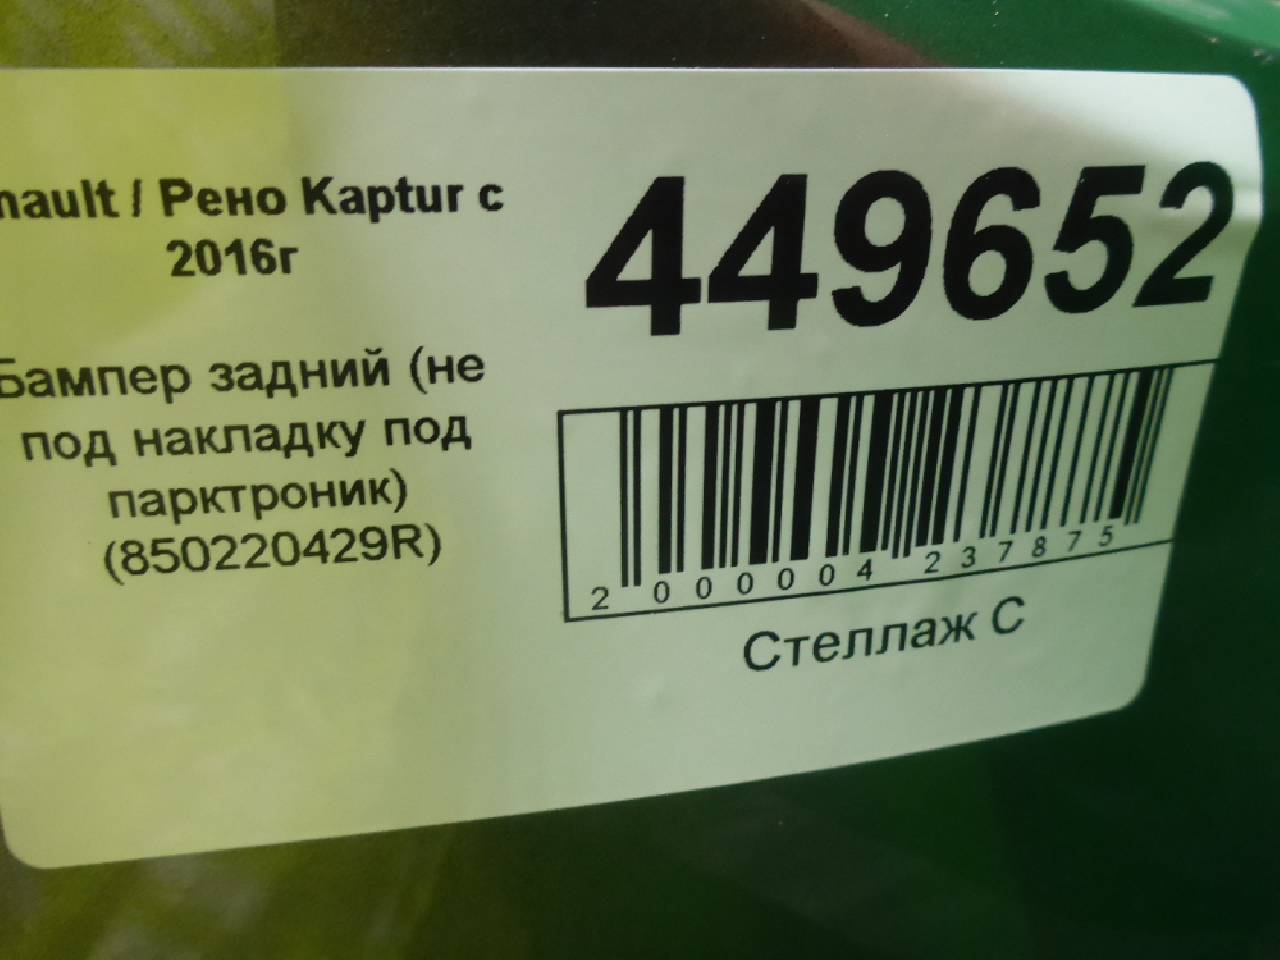 nault / Рено Kaptur с
2016г
Бампер задний (не
под накладку под
парктроник)
(850220429R)
449652
2 000004 237875
Стеллаж С